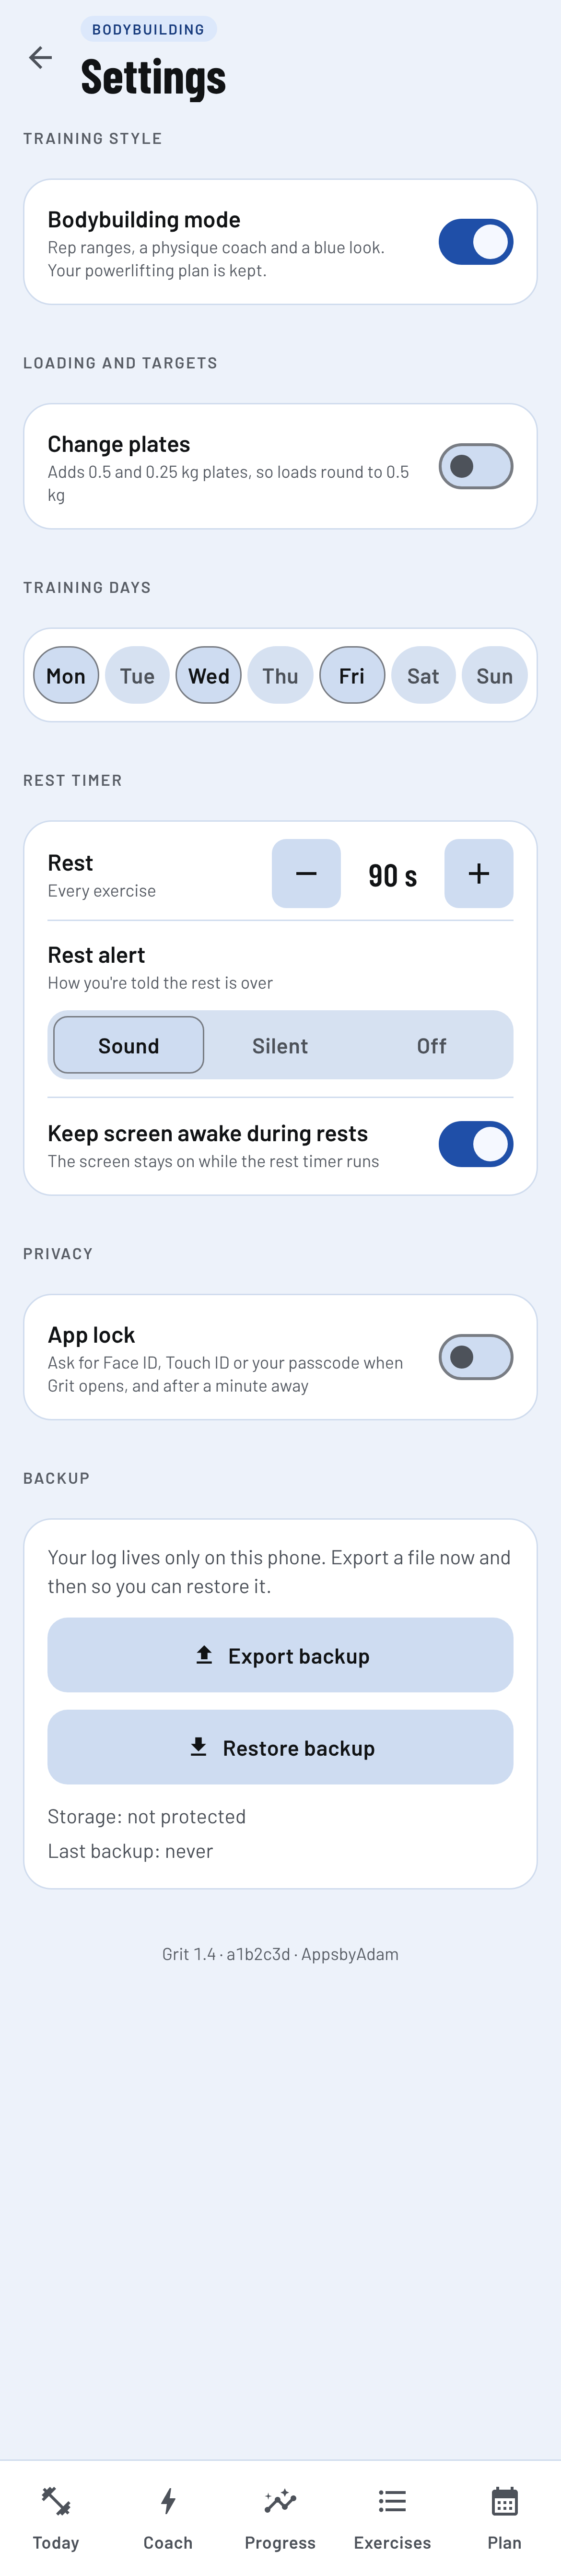 BODYBUILDING
Settings
TRAINING STYLE
Bodybuilding mode
Rep ranges, a physique coach and a blue look.
Your powerlifting plan is kept.
LOADING AND TARGETS
Change plates
Adds 0.5 and 0.25 kg plates, so loads round to 0.5
kg
TRAINING DAYS
Mon Tue Wed Thu Fri Sat Sun
REST TIMER
Rest
Every exercise
90 s
Rest alert
How you're told the rest is over
Sound Silent Off
Keep screen awake during rests
The screen stays on while the rest timer runs
PRIVACY
App lock
Ask for Face ID, Touch ID or your passcode when
Grit opens, and after a minute away
BACKUP
Your log lives only on this phone. Export a file now and
then so you can restore it.
Export backup
Restore backup
Storage: not protected
Last backup: never
Grit 1.4 · a1b2c3d · AppsbyAdam
Today Coach Progress Exercises Plan